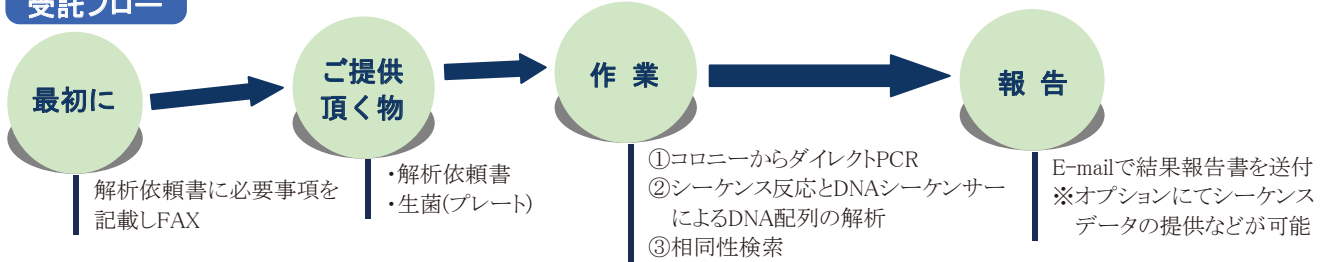 受託フロー
最初に
解析依頼書に必要事項を
記載しFAX
ご提供
頂く物
・解析依頼書
・生菌(プレート)
作 業
①コロニーからダイレクトPCR
②シーケンス反応とDNAシーケンサー
によるDNA配列の解析
③相同性検索
報 告
E-mailで結果報告書を送付
※オプションにてシーケンス
データの提供などが可能